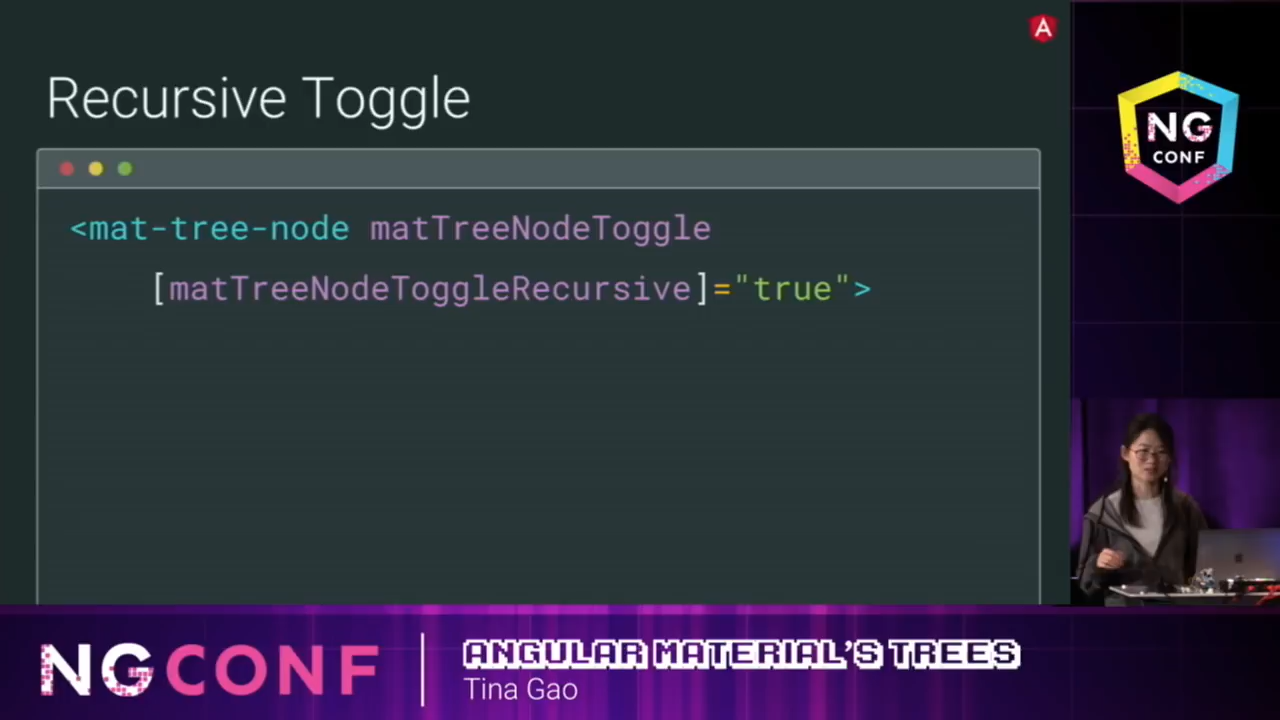 A
Recursive Toggle
<mat-tree-node matTreeNodeToggle
[matTreeNodeToggleRecursive]="true">
NG
CONF
NGCONF
ANGULAR MATERIAL'S TREES
Tina Gao